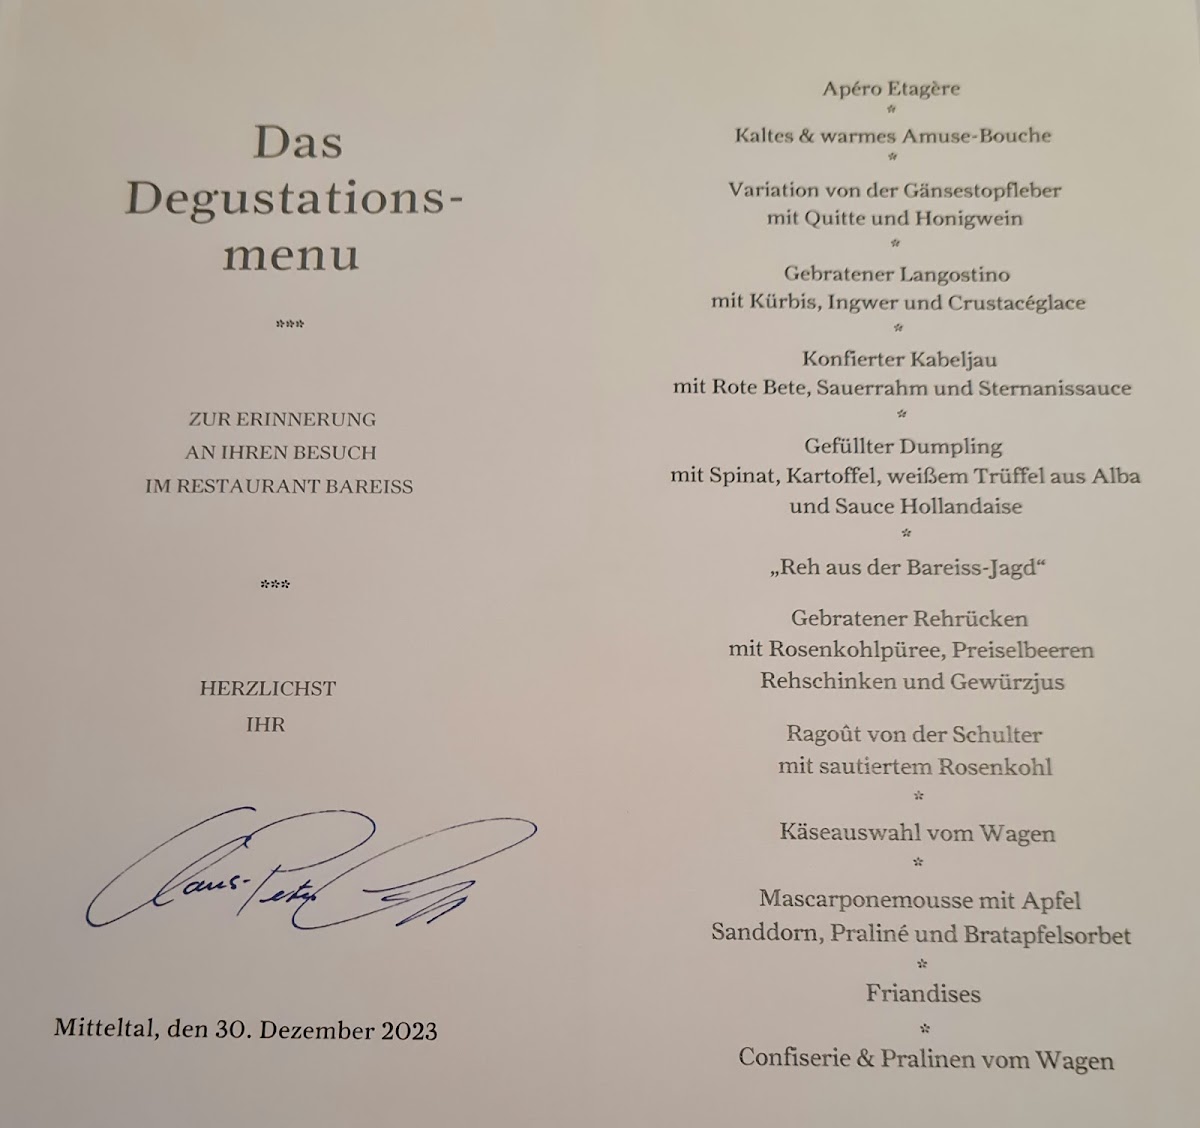 Das
Degustations-
menu
***
ZUR ERINNERUNG
AN IHREN BESUCH
IM RESTAURANT BAREISS
***
HERZLICHST
IHR
Claus-Peter
Mitteltal, den 30. Dezember 2023
Apéro Etagère
*
Kaltes & warmes Amuse-Bouche
*
Variation von der Gänsestopfleber
mit Quitte und Honigwein
*
Gebratener Langostino
mit Kürbis, Ingwer und Crustacéglace
*
Konfierter Kabeljau
mit Rote Bete, Sauerrahm und Sternanissauce
*
Gefüllter Dumpling
mit Spinat, Kartoffel, weißem Trüffel aus Alba
und Sauce Hollandaise
*
„Reh aus der Bareiss-Jagd“
Gebratener Rehrücken
mit Rosenkohlpüree, Preiselbeeren
Rehschinken und Gewürzjus
Ragoût von der Schulter
mit sautiertem Rosenkohl
*
Käseauswahl vom Wagen
*
Mascarponemousse mit Apfel
Sanddorn, Praliné und Bratapfelsorbet
*
Friandises
*
Confiserie & Pralinen vom Wagen